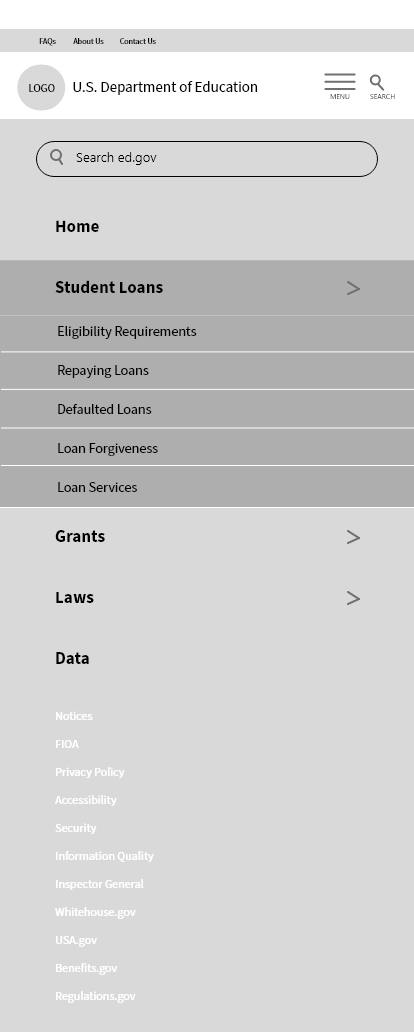 FAQs About Us Contact Us
LOGO U.S. Department of Education
MENU SEARCH
Search ed.gov
Home
Student Loans
Eligibility Requirements
Repaying Loans
Defaulted Loans
Loan Forgiveness
Loan Services
Grants
Laws
Data
Notices
FIOA
Privacy Policy
Accessibility
Security
Information Quality
Inspector General
Whitehouse.gov
USA.gov
Benefits.gov
Regulations.gov